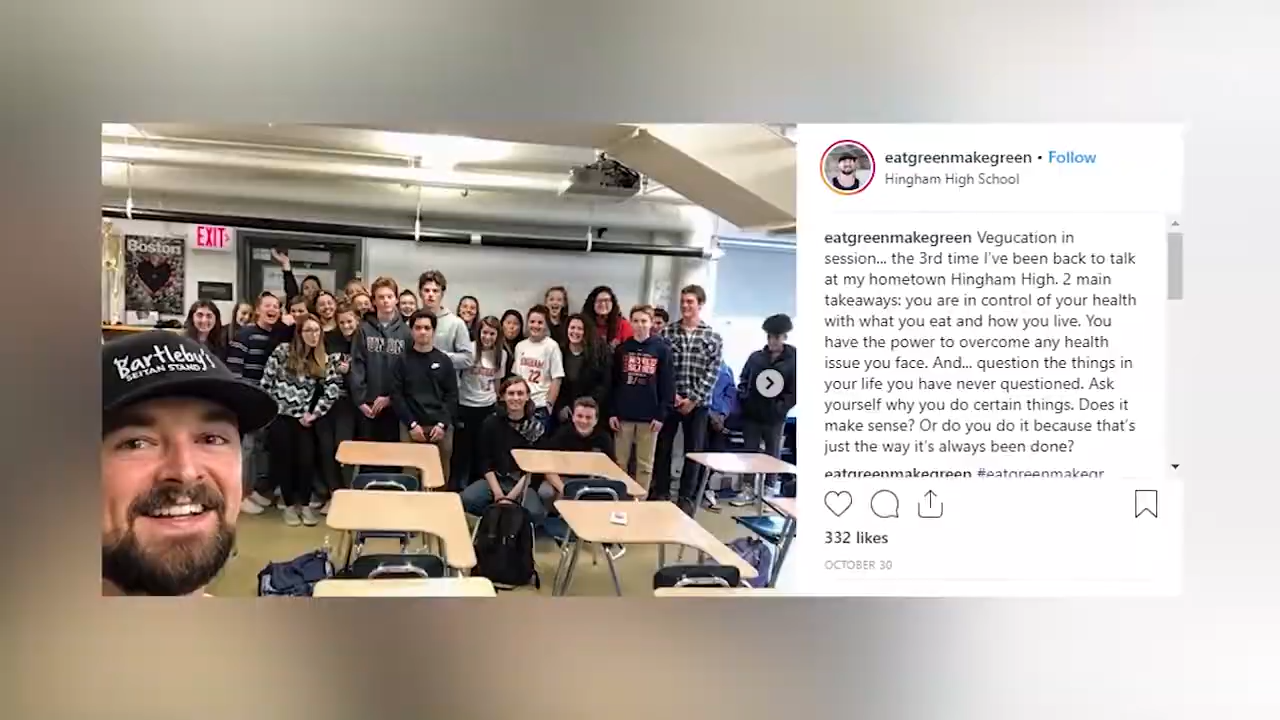 eatgreenmakegreen • Follow
Hingham High School
eatgreenmakegreen Vegucation in
session... the 3rd time I've been back to talk
at my hometown Hingham High. 2 main
takeaways: you are in control of your health
with what you eat and how you live. You
have the power to overcome any health
issue you face. And... question the things in
your life you have never questioned. Ask
yourself why you do certain things. Does it
make sense? Or do you do it because that's
just the way it's always been done?
eatgreenmakegreen #eatgreenmakegr
332 likes
OCTOBER 30
Boston
EXIT
Bartleby's
SEITAN STAND
22